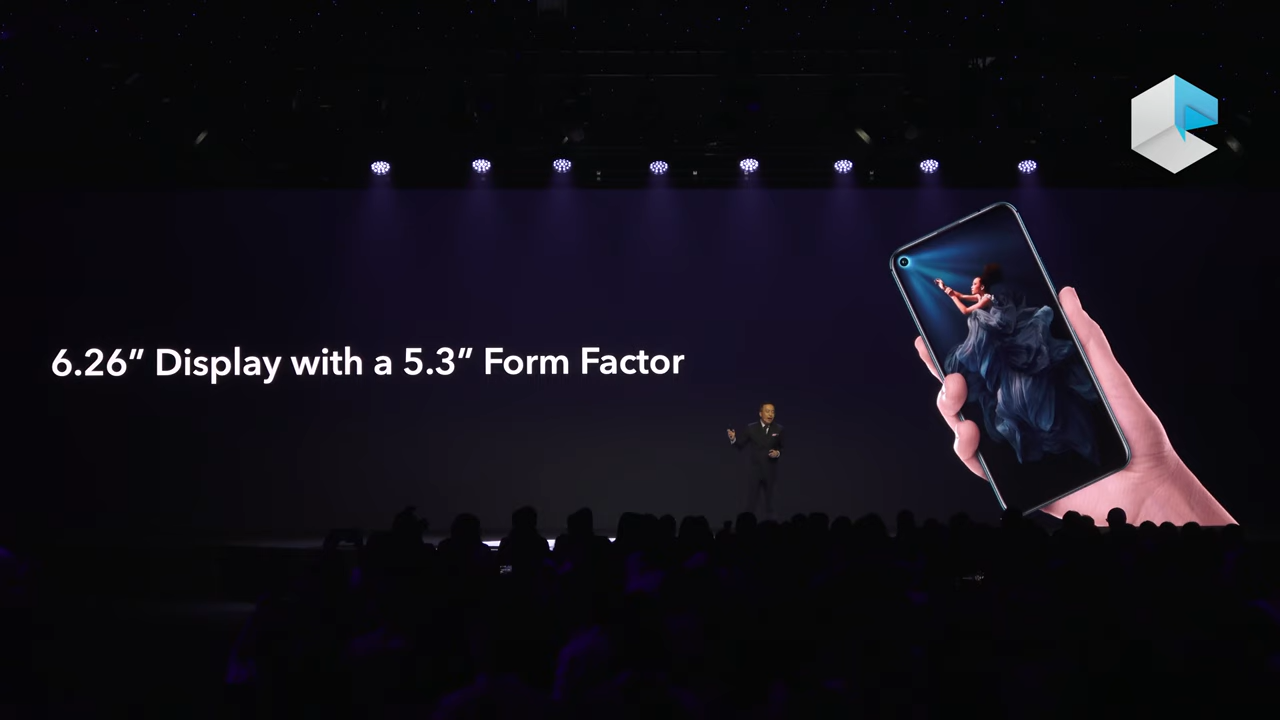 6.26” Display with a 5.3” Form Factor